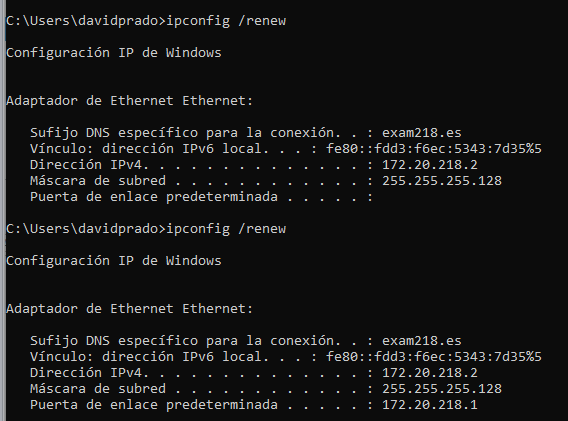 C:\Users\davidprado>ipconfig /renew
Configuración IP de Windows
Adaptador de Ethernet Ethernet:
Sufijo DNS específico para la conexión. . : exam218.es
Vínculo: dirección IPv6 local. . . : fe80::fdd3:f6ec:5343:7d35%5
Dirección IPv4. . . . . . . . . . . . . . : 172.20.218.2
Máscara de subred . . . . . . . . . . . . : 255.255.255.128
Puerta de enlace predeterminada . . . . . :
C:\Users\davidprado>ipconfig /renew
Configuración IP de Windows
Adaptador de Ethernet Ethernet:
Sufijo DNS específico para la conexión. . : exam218.es
Vínculo: dirección IPv6 local. . . : fe80::fdd3:f6ec:5343:7d35%5
Dirección IPv4. . . . . . . . . . . . . . : 172.20.218.2
Máscara de subred . . . . . . . . . . . . : 255.255.255.128
Puerta de enlace predeterminada . . . . . : 172.20.218.1